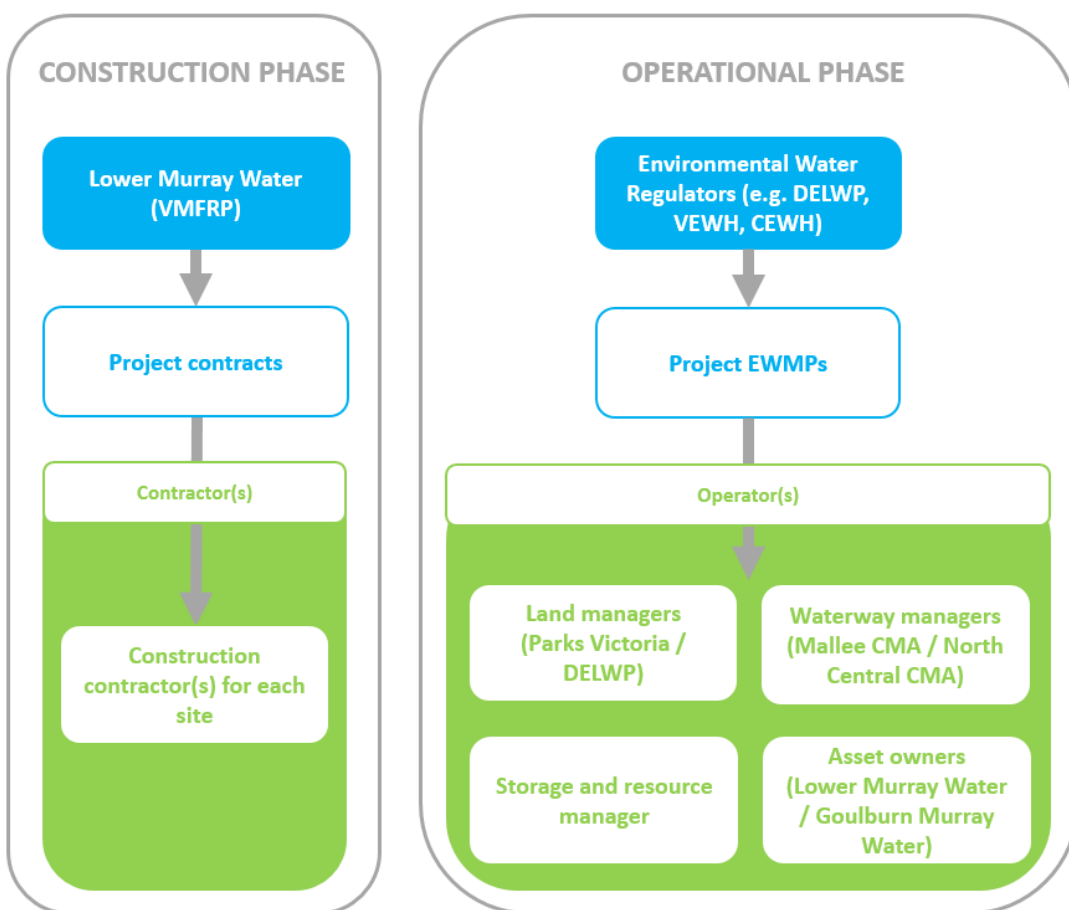 CONSTRUCTION PHASE
Lower Murray Water
(VMFRP)
Project contracts
Contractor(s)
Construction
contractor(s) for each
site
OPERATIONAL PHASE
Environmental Water
Regulators (e.g. DELWP,
VEWH, CEWH)
Project EWMPs
Operator(s)
Land managers
(Parks Victoria /
DELWP)
Waterway managers
(Mallee CMA / North
Central CMA)
Storage and resource
manager
Asset owners
(Lower Murray Water
/ Goulburn Murray
Water)